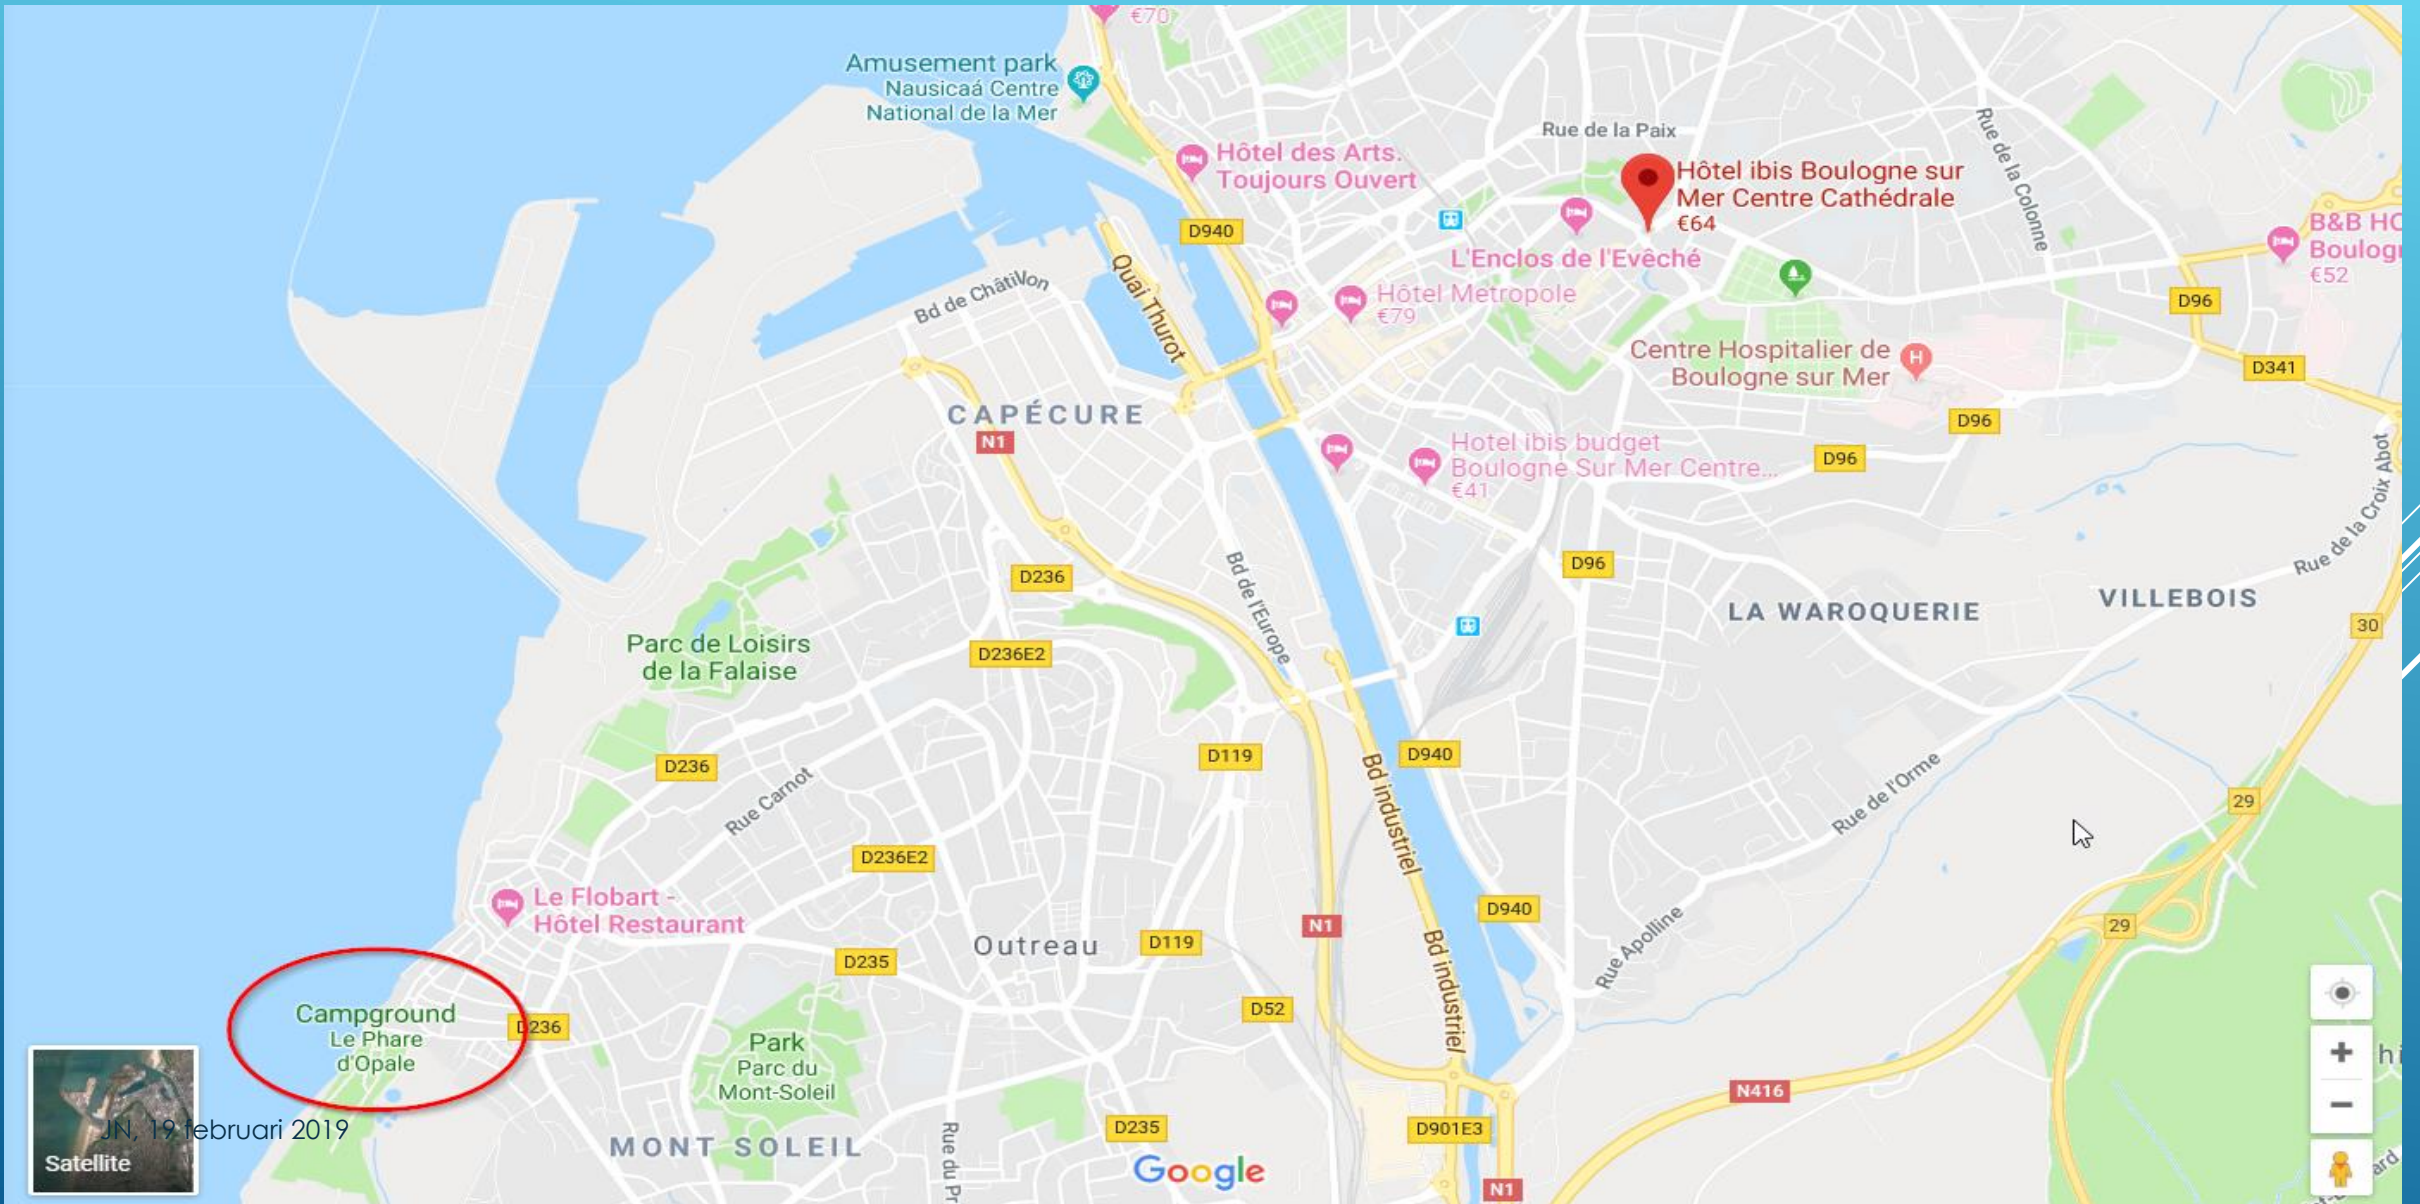 €70
Amusement park
Nausicaá Centre
National de la Mer
Rue de la Paix
Rue de la Colonne
Hôtel des Arts.
Toujours Ouvert
Hôtel ibis Boulogne sur
Mer Centre Cathédrale
€64
D940
L'Enclos de l'Evêché
B&B HO
Boulog
€52
Quai Thurot
Bd de Châtillon
Hôtel Metropole
€79
D96
Centre Hospitalier de
Boulogne sur Mer
H
D341
CAPÉCURE
N1
D96
Hotel ibis budget
Boulogne Sur Mer Centre...
€41
D96
Rue de la Croix Abot
D236
Bd de l'Europe
D96
LA WAROQUERIE
VILLEBOIS
30
Parc de Loisirs
de la Falaise
D236E2
D236
D119
D940
Bd industriel
Rue Carnot
Rue de l'Orme
29
D236E2
Le Flobart -
Hôtel Restaurant
D940
N1
29
Outreau
D119
D235
Bd industriel
Rue Apolline
Campground
Le Phare
d'Opale
D236
D52
Park
Parc du
Mont-Soleil
hi
N416
JN, 19 februari 2019
D235
D901E3
MONT SOLEIL
Rue du Pr
Satellite
Google
N1
ard